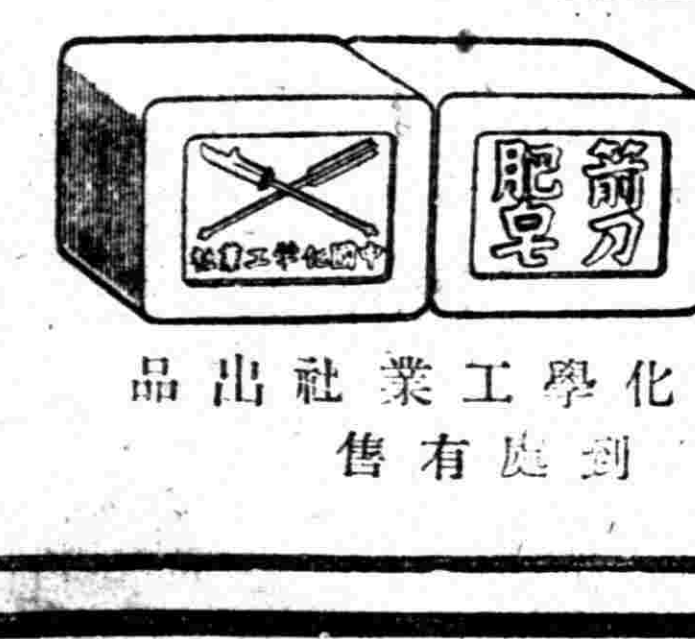 中國化學工業社
箭刀
肥皂
化學工業社出品
到處有售